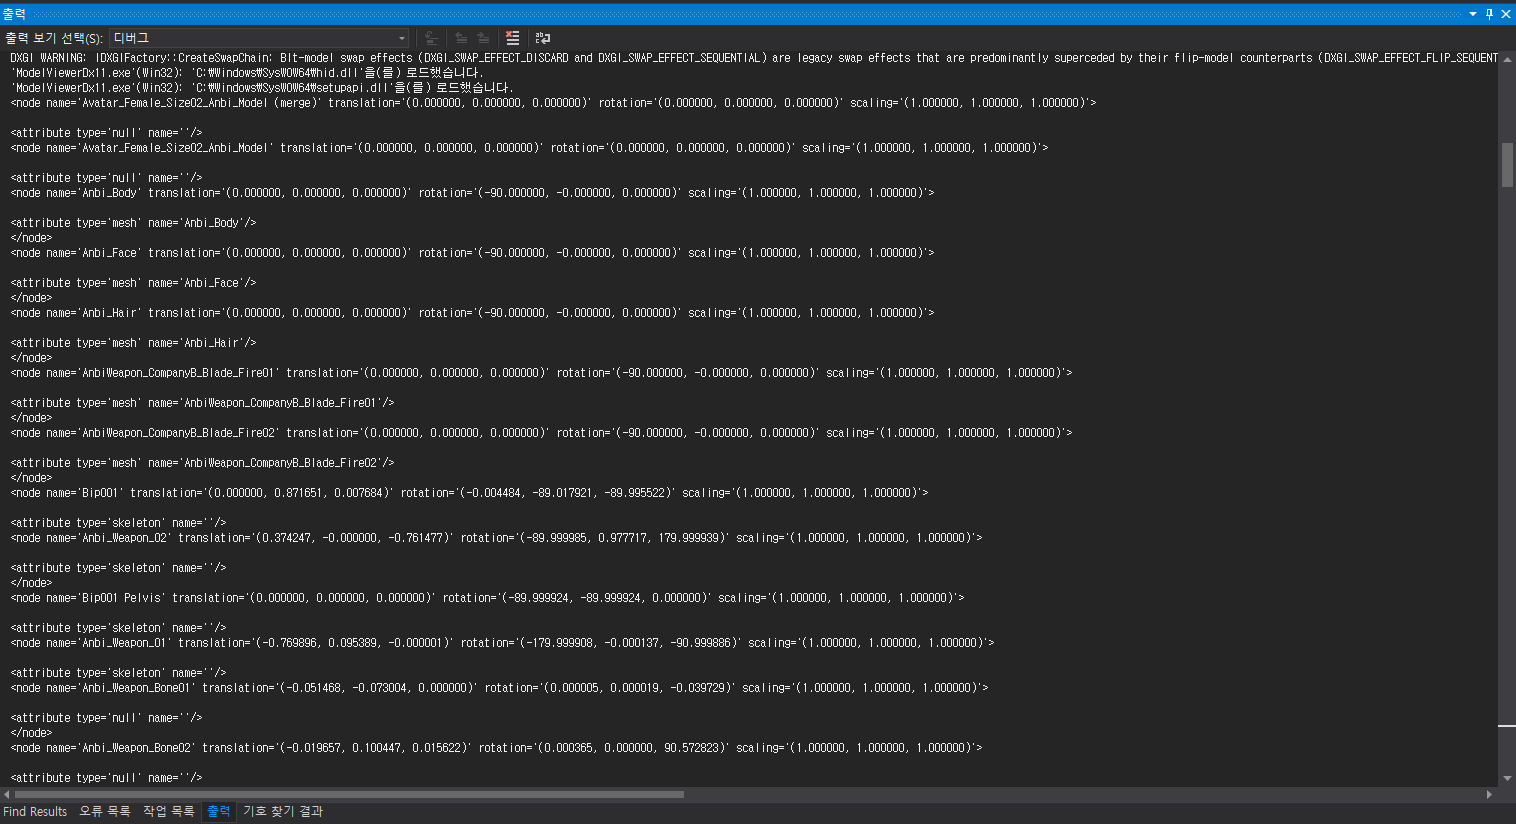 출력
출력 보기 선택(S): 디버그
DXGI WARNING: IDXGIFactory::CreateSwapChain: Blt-model swap effects (DXGI_SWAP_EFFECT_DISCARD and DXGI_SWAP_EFFECT_SEQUENTIAL) are legacy swap effects that are predominantly superceded by their flip-model counterparts (DXGI_SWAP_EFFECT_FLIP_SEQUENT
'ModelViewerDx11.exe'(Win32): 'C:₩Windows₩SysWOW64₩hid.dll'을(를) 로드했습니다.
'ModelViewerDx11.exe'(Win32): 'C:₩Windows₩SysWOW64₩setupapi.dll'을(를) 로드했습니다.
<node name='Avatar_Female_Size02_Anbi_Model (merge)' translation='(0.000000, 0.000000, 0.000000)' rotation='(0.000000, 0.000000, 0.000000)' scaling='(1.000000, 1.000000, 1.000000)'>
<attribute type='null' name=''/>
<node name='Avatar_Female_Size02_Anbi_Model' translation='(0.000000, 0.000000, 0.000000)' rotation='(0.000000, 0.000000, 0.000000)' scaling='(1.000000, 1.000000, 1.000000)'>
<attribute type='null' name=''/>
<node name='Anbi_Body' translation='(0.000000, 0.000000, 0.000000)' rotation='(-90.000000, -0.000000, 0.000000)' scaling='(1.000000, 1.000000, 1.000000)'>
<attribute type='mesh' name='Anbi_Body'/>
</node>
<node name='Anbi_Face' translation='(0.000000, 0.000000, 0.000000)' rotation='(-90.000000, -0.000000, 0.000000)' scaling='(1.000000, 1.000000, 1.000000)'>
<attribute type='mesh' name='Anbi_Face'/>
</node>
<node name='Anbi_Hair' translation='(0.000000, 0.000000, 0.000000)' rotation='(-90.000000, -0.000000, 0.000000)' scaling='(1.000000, 1.000000, 1.000000)'>
<attribute type='mesh' name='Anbi_Hair'/>
</node>
<node name='AnbiWeapon_CompanyB_Blade_Fire01' translation='(0.000000, 0.000000, 0.000000)' rotation='(-90.000000, -0.000000, 0.000000)' scaling='(1.000000, 1.000000, 1.000000)'>
<attribute type='mesh' name='AnbiWeapon_CompanyB_Blade_Fire01'/>
</node>
<node name='AnbiWeapon_CompanyB_Blade_Fire02' translation='(0.000000, 0.000000, 0.000000)' rotation='(-90.000000, -0.000000, 0.000000)' scaling='(1.000000, 1.000000, 1.000000)'>
<attribute type='mesh' name='AnbiWeapon_CompanyB_Blade_Fire02'/>
</node>
<node name='Bip001' translation='(0.000000, 0.871651, 0.007684)' rotation='(-0.004484, -89.017921, -89.995522)' scaling='(1.000000, 1.000000, 1.000000)'>
<attribute type='skeleton' name=''/>
<node name='Anbi_Weapon_02' translation='(0.374247, -0.000000, -0.761477)' rotation='(-89.999985, 0.977717, 179.999939)' scaling='(1.000000, 1.000000, 1.000000)'>
<attribute type='skeleton' name=''/>
</node>
<node name='Bip001 Pelvis' translation='(0.000000, 0.000000, 0.000000)' rotation='(-89.999924, -89.999924, 0.000000)' scaling='(1.000000, 1.000000, 1.000000)'>
<attribute type='skeleton' name=''/>
<node name='Anbi_Weapon_01' translation='(-0.769896, 0.095389, -0.000001)' rotation='(-179.999908, -0.000137, -90.999886)' scaling='(1.000000, 1.000000, 1.000000)'>
<attribute type='skeleton' name=''/>
<node name='Anbi_Weapon_Bone01' translation='(-0.051468, -0.073004, 0.000000)' rotation='(0.000005, 0.000019, -0.039729)' scaling='(1.000000, 1.000000, 1.000000)'>
<attribute type='null' name=''/>
</node>
<node name='Anbi_Weapon_Bone02' translation='(-0.019657, 0.100447, 0.015622)' rotation='(0.000365, 0.000000, 90.572823)' scaling='(1.000000, 1.000000, 1.000000)'>
<attribute type='null' name=''/>
Find Results 오류 목록 작업 목록 출력 기호 찾기 결과